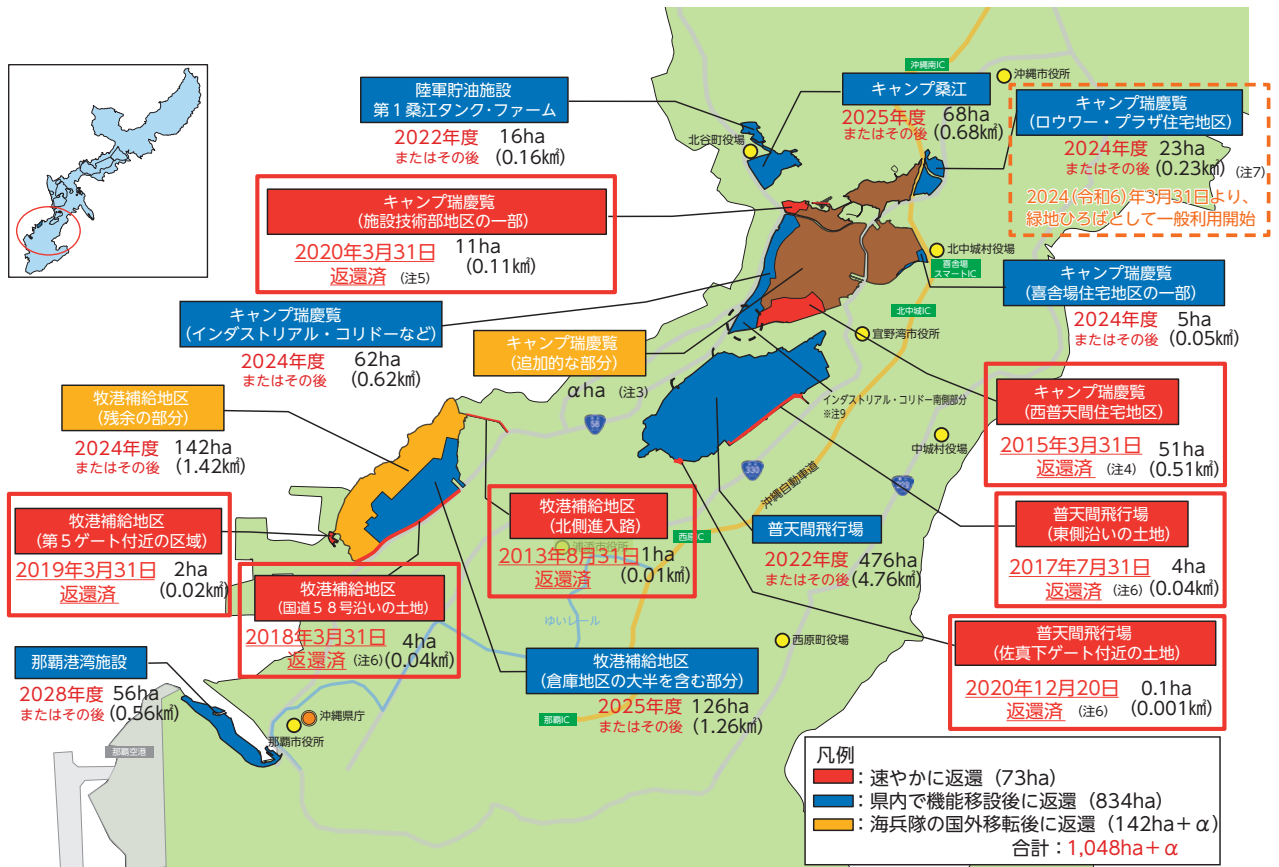 沖縄南IC
沖縄市役所
陸軍貯油施設
第1桑江タンク・ファーム
2022年度
またはその後
16ha
(0.16㎢)
北谷町役場
キャンプ桑江
2025年度
またはその後
68ha
(0.68㎢)
キャンプ瑞慶覧
(ロウワー・プラザ住宅地区)
2024年度
またはその後
23ha
(0.23㎢) (注7)
2024(令和6)年3月31日より、
緑地ひろばとして一般利用開始
キャンプ瑞慶覧
(施設技術部地区の一部)
2020年3月31日
返還済 (注5)
11ha
(0.11㎢)
北中城村役場
喜舎場
スマートIC
キャンプ瑞慶覧
(喜舎場住宅地区の一部)
2024年度
またはその後
5ha
(0.05㎢)
キャンプ瑞慶覧
(インダストリアル・コリドーなど)
2024年度
またはその後
62ha
(0.62㎢)
北中城IC
宜野湾市役所
キャンプ瑞慶覧
(追加的な部分)
αha (注3)
牧港補給地区
(残余の部分)
2024年度
またはその後
142ha
(1.42㎢)
インダストリアル・コリドー南側部分
※注9
キャンプ瑞慶覧
(西普天間住宅地区)
2015年3月31日
返還済 (注4)
51ha
(0.51㎢)
58
中城村役場
330
沖縄自動車道
牧港補給地区
(第5ゲート付近の区域)
2019年3月31日
返還済
2ha
(0.02㎢)
牧港補給地区
(北側進入路)
2013年8月31日
返還済
1ha
(0.01㎢)
浦添市役所
西原IC
普天間飛行場
2022年度
またはその後
476ha
(4.76㎢)
普天間飛行場
(東側沿いの土地)
2017年7月31日
返還済 (注6)
4ha
(0.04㎢)
牧港補給地区
(国道58号沿いの土地)
2018年3月31日
返還済 (注6)
4ha
(0.04㎢)
ゆいレール
西原町役場
普天間飛行場
(佐真下ゲート付近の土地)
2020年12月20日
返還済 (注6)
0.1ha
(0.001㎢)
那覇港湾施設
2028年度
またはその後
56ha
(0.56㎢)
牧港補給地区
(倉庫地区の大半を含む部分)
2025年度
またはその後
126ha
(1.26㎢)
沖縄県庁
那覇市役所
那覇IC
那覇空港
凡例
:速やかに返還(73ha)
:県内で機能移設後に返還(834ha)
:海兵隊の国外移転後に返還(142ha+α)
合計:1,048ha+α